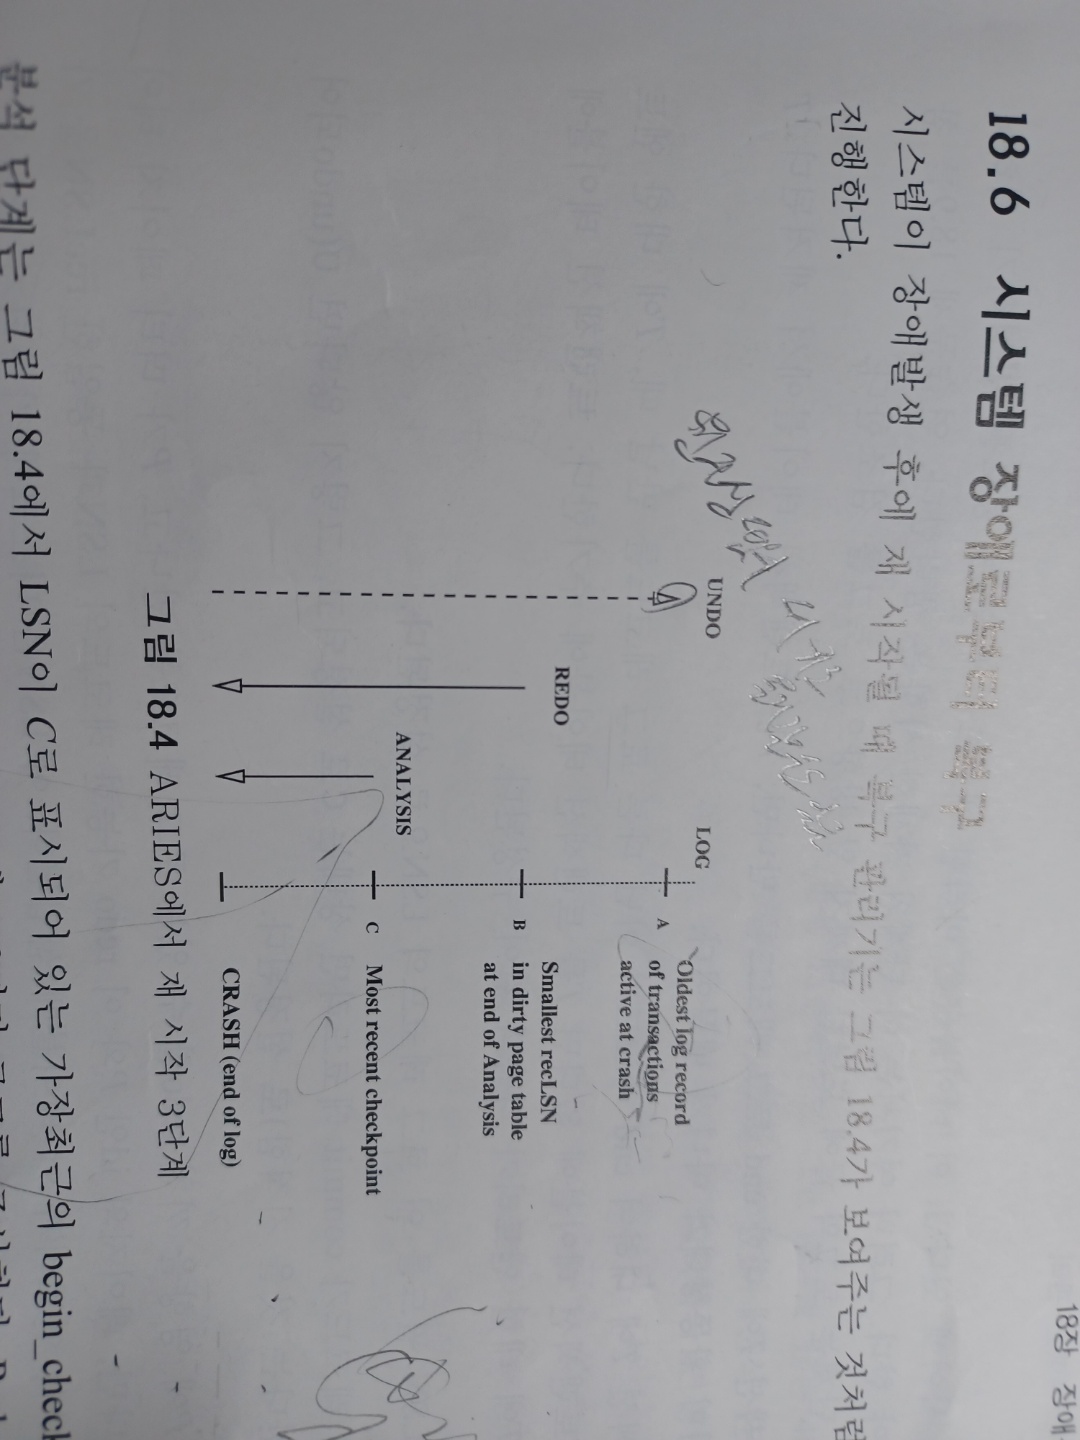 18장 장애
18.6 시스템 장애로부터 복구
시스템이 장애발생 후에 재 시작될 때 복구 관리기는 그림 18.4가 보여주는 것처럼
진행한다.
UNDO
REDO
ANALYSIS
LOG
A
Oldest log record
of transactions
active at crash
B
Smallest recLSN
in dirty page table
at end of Analysis
C
Most recent checkpoint
CRASH (end of log)
그림 18.4 ARIES에서 재 시작 3단계
분석 단계는 그림 18.4에서 LSN이 C로 표시되어 있는 가장최근의 begin_check